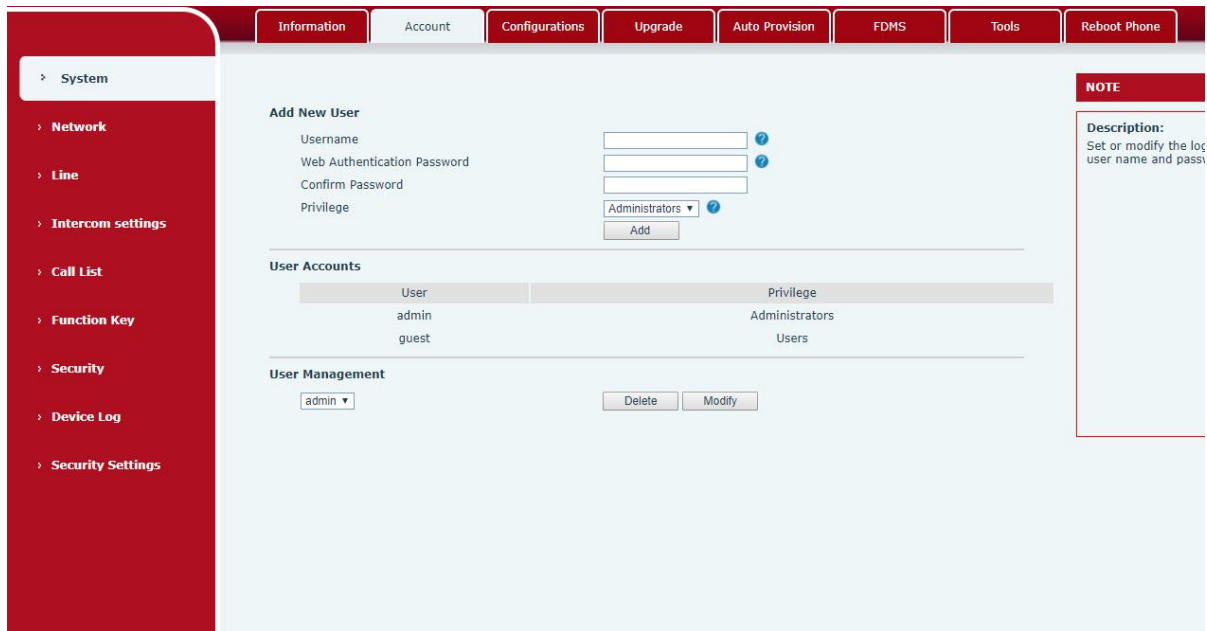 Information Account Configurations Upgrade Auto Provision FDMS Tools Reboot Phone
System
Network
Line
Intercom settings
Call List
Function Key
Security
Device Log
Security Settings
Add New User
Username
Web Authentication Password
Confirm Password
Privilege Administrators
Add
User Accounts
User Privilege
admin Administrators
guest Users
User Management
admin Delete Modify
NOTE
Description:
Set or modify the
user name and